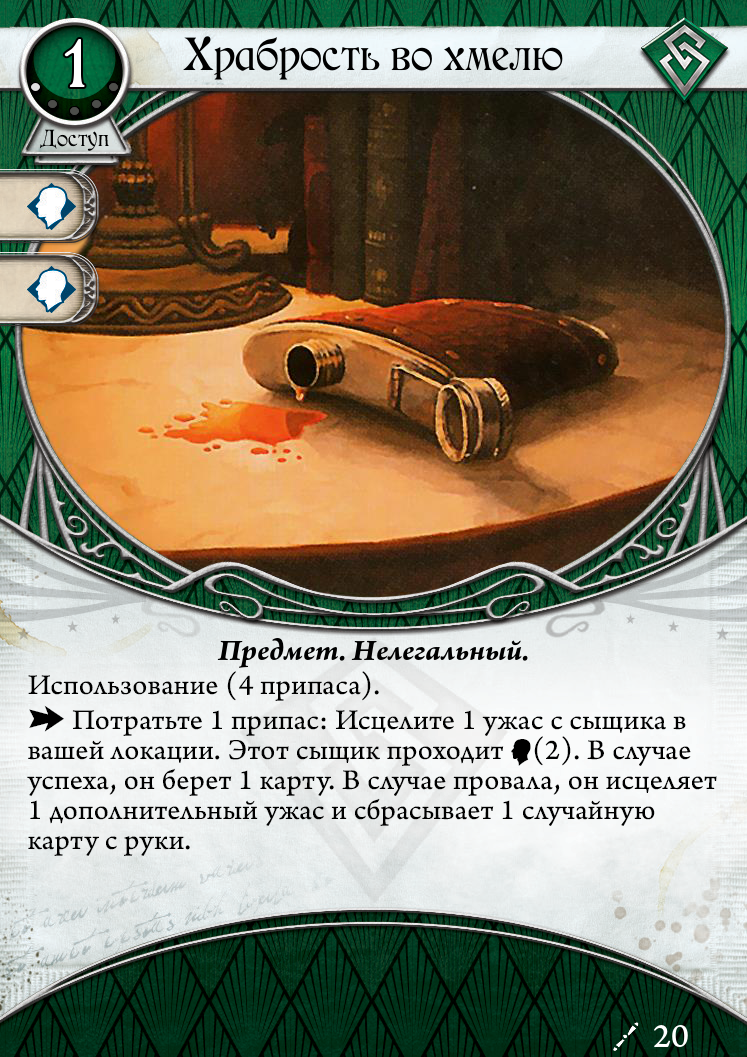 1
Храбрость во хмелю
Доступ
Предмет. Нелегальный.
Использование (4 припаса).
Потратьте 1 припас: Исцелите 1 ужас с сыщика в
вашей локации. Этот сыщик проходит (2). В случае
успеха, он берет 1 карту. В случае провала, он исцеляет
1 дополнительный ужас и сбрасывает 1 случайную
карту с руки.
20